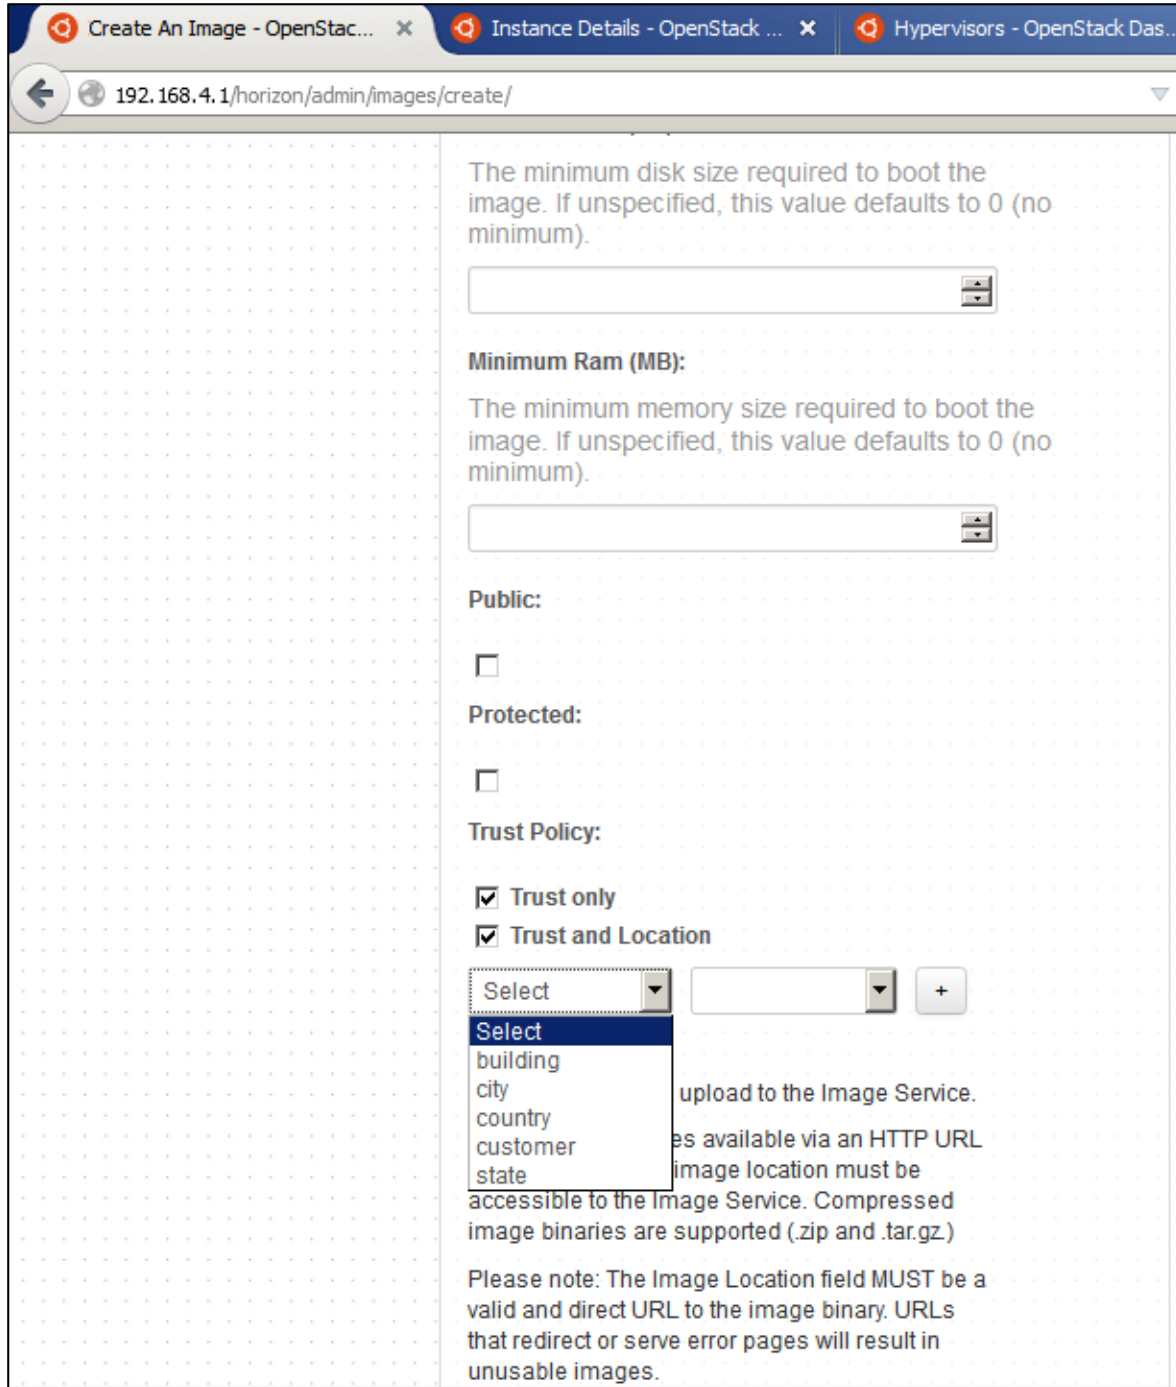 Create An Image - OpenStac... ×
Instance Details - OpenStack ... ×
Hypervisors - OpenStack Das..
192.168.4.1/horizon/admin/images/create/
The minimum disk size required to boot the
image. If unspecified, this value defaults to 0 (no
minimum).
Minimum Ram (MB):
The minimum memory size required to boot the
image. If unspecified, this value defaults to 0 (no
minimum).
Public:
Protected:
Trust Policy:
Trust only
Trust and Location
Select
+
Select
building
city
country
customer
state
upload to the Image Service.
es available via an HTTP URL
image location must be
accessible to the Image Service. Compressed
image binaries are supported (.zip and .tar.gz.)
Please note: The Image Location field MUST be a
valid and direct URL to the image binary. URLs
that redirect or serve error pages will result in
unusable images.